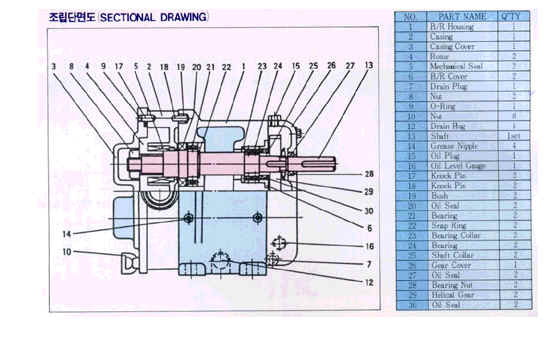 조립단면도(SECTIONAL DRAWING)
3 8 4 9 17 5 2 18 19 20 21 22 1 23 24 15 25 26 27 13
28
29
30
6
14
16
10
7
12
NO. PART NAME Q'TY
1 B/R Housing 1
2 Casing 1
3 Casing Cover 1
4 Rotor 2
5 Mechanical Seal 2
6 B/R Cover 2
7 Drain Plug 1
8 Nut 2
9 O-Ring 1
10 Nut 8
12 Drain Bag 1
13 Shaft 1set
14 Grease Nipple 4
15 Oil Plug 1
16 Oil Level Gauge 1
17 Knock Pin 2
18 Knock Pin 2
19 Bush 2
20 Oil Seal 2
21 Bearing 2
22 Snap Ring 2
23 Bearing Collar 2
24 Bearing 2
25 Shaft Collar 2
26 Gear Cover 1
27 Oil Seal 2
28 Bearing Nut 2
29 Helical Gear 2
30 Oil Seal 2